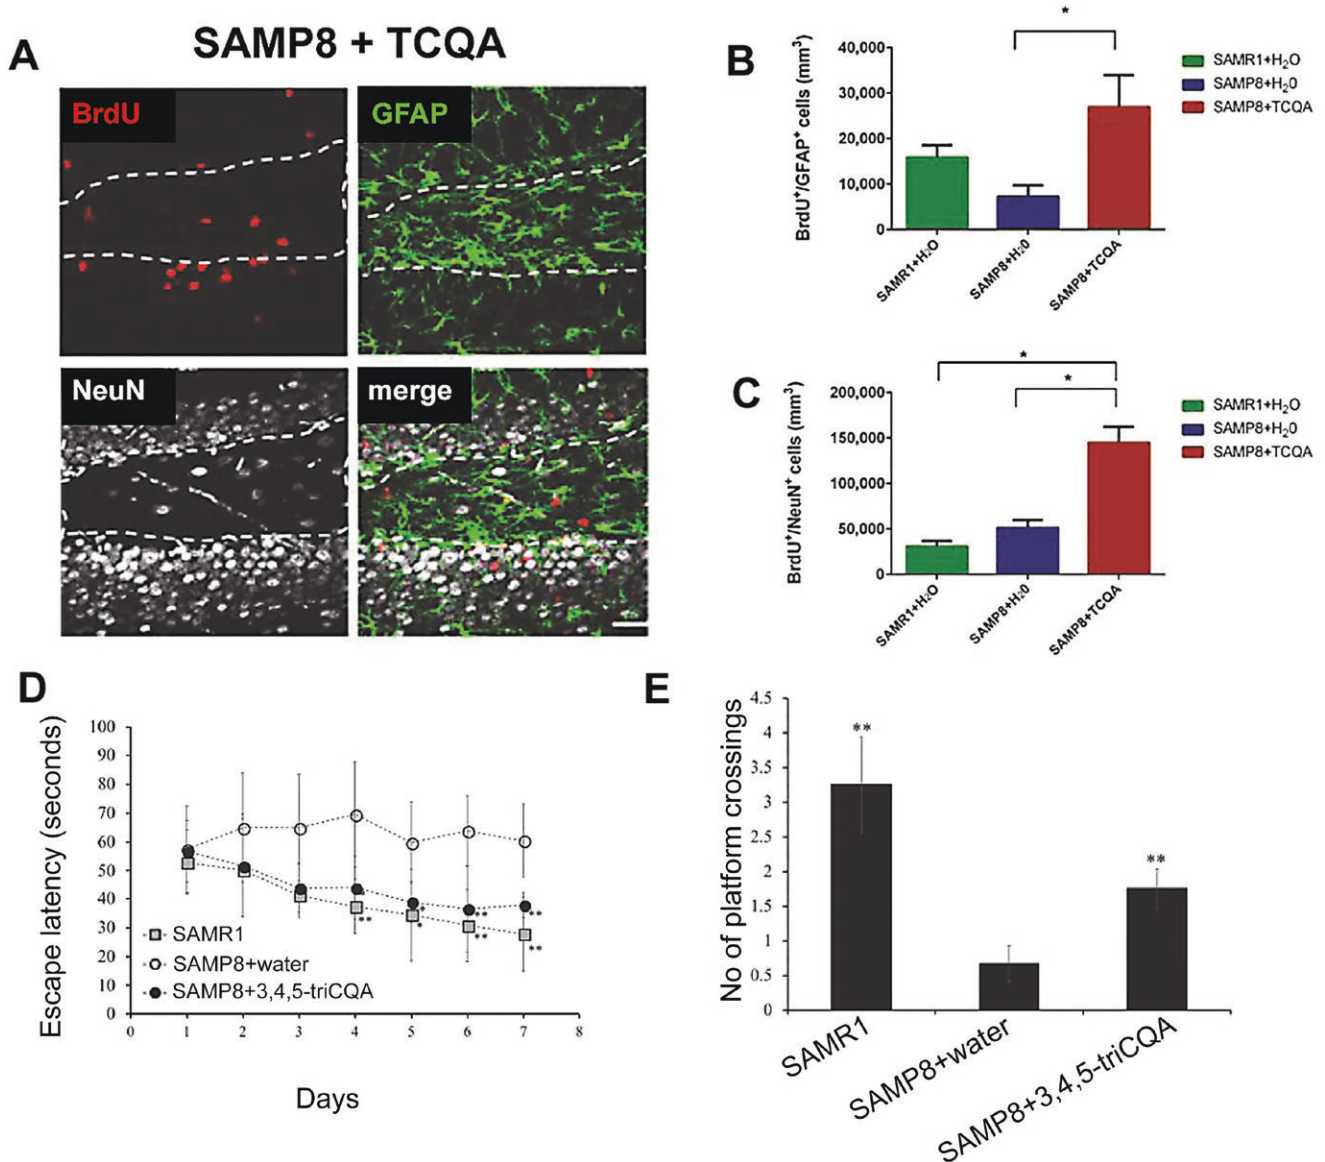 A
SAMP8 + TCQA
BrdU
GFAP
NeuN
merge
B
*
BrdU⁺/GFAP⁺ cells (mm³)
40,000
30,000
20,000
10,000
0
SAMR1+H₂O
SAMP8+H₂0
SAMP8+TCQA
SAMR1+H₂O
SAMP8+H₂0
SAMP8+TCQA
C
*
*
BrdU⁺/NeuN⁺ cells (mm³)
200,000
150,000
100,000
50,000
0
SAMR1+H₂O
SAMP8+H₂0
SAMP8+TCQA
SAMR1+H₂O
SAMP8+H₂0
SAMP8+TCQA
D
Escape latency (seconds)
100
90
80
70
60
50
40
30
20
10
0
SAMR1
SAMP8+water
SAMP8+3,4,5-triCQA
**
*
*
**
**
**
**
0 1 2 3 4 5 6 7 8
Days
E
No of platform crossings
4.5
4
3.5
3
2.5
2
1.5
1
0.5
0
**
**
SAMR1
SAMP8+water
SAMP8+3,4,5-triCQA